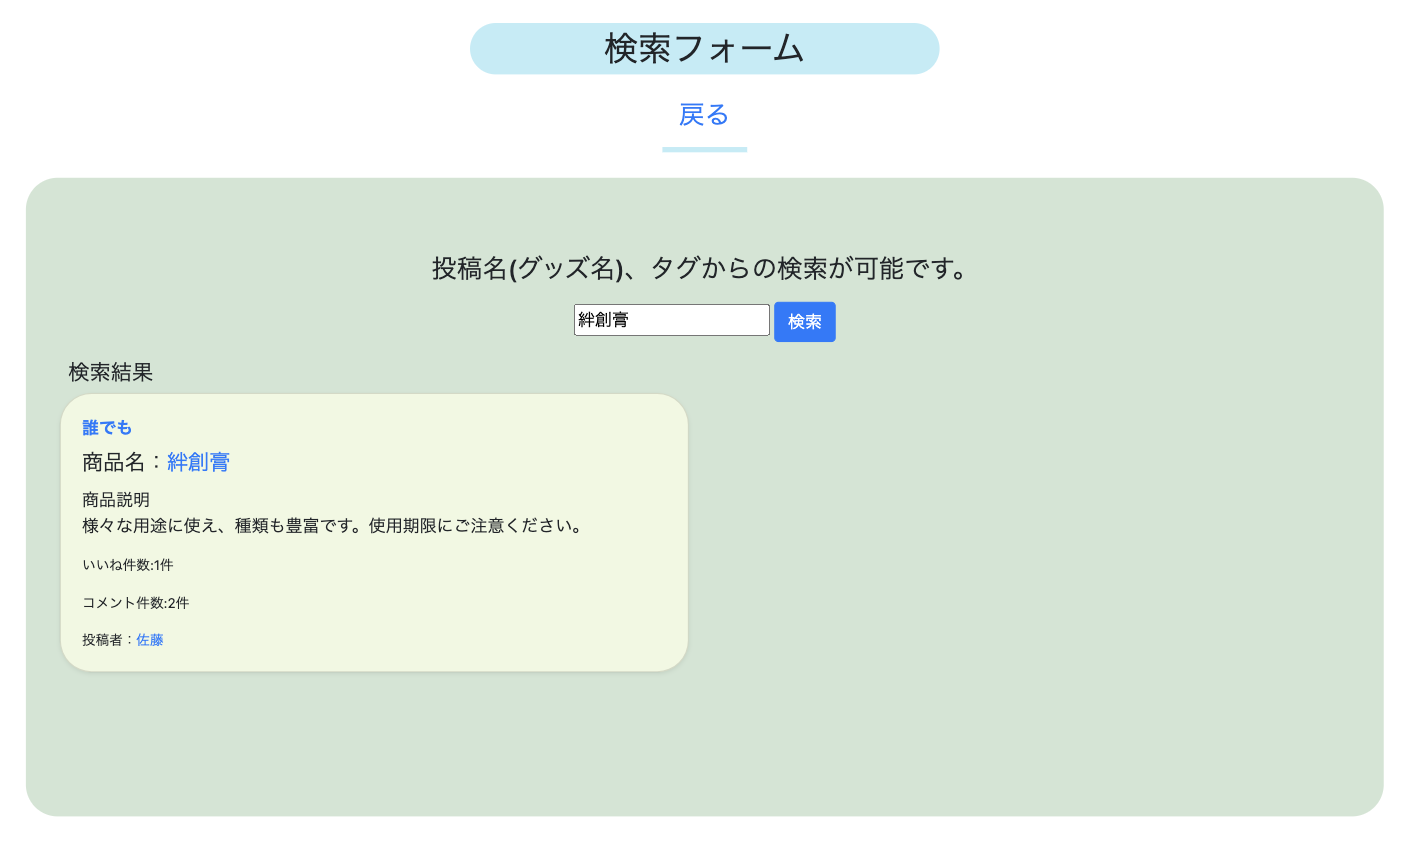 検索フォーム
戻る
投稿名(グッズ名)、タグからの検索が可能です。
絆創膏 検索
検索結果
誰でも
商品名：絆創膏
商品説明
様々な用途に使え、種類も豊富です。使用期限にご注意ください。
いいね件数:1件
コメント件数:2件
投稿者：佐藤